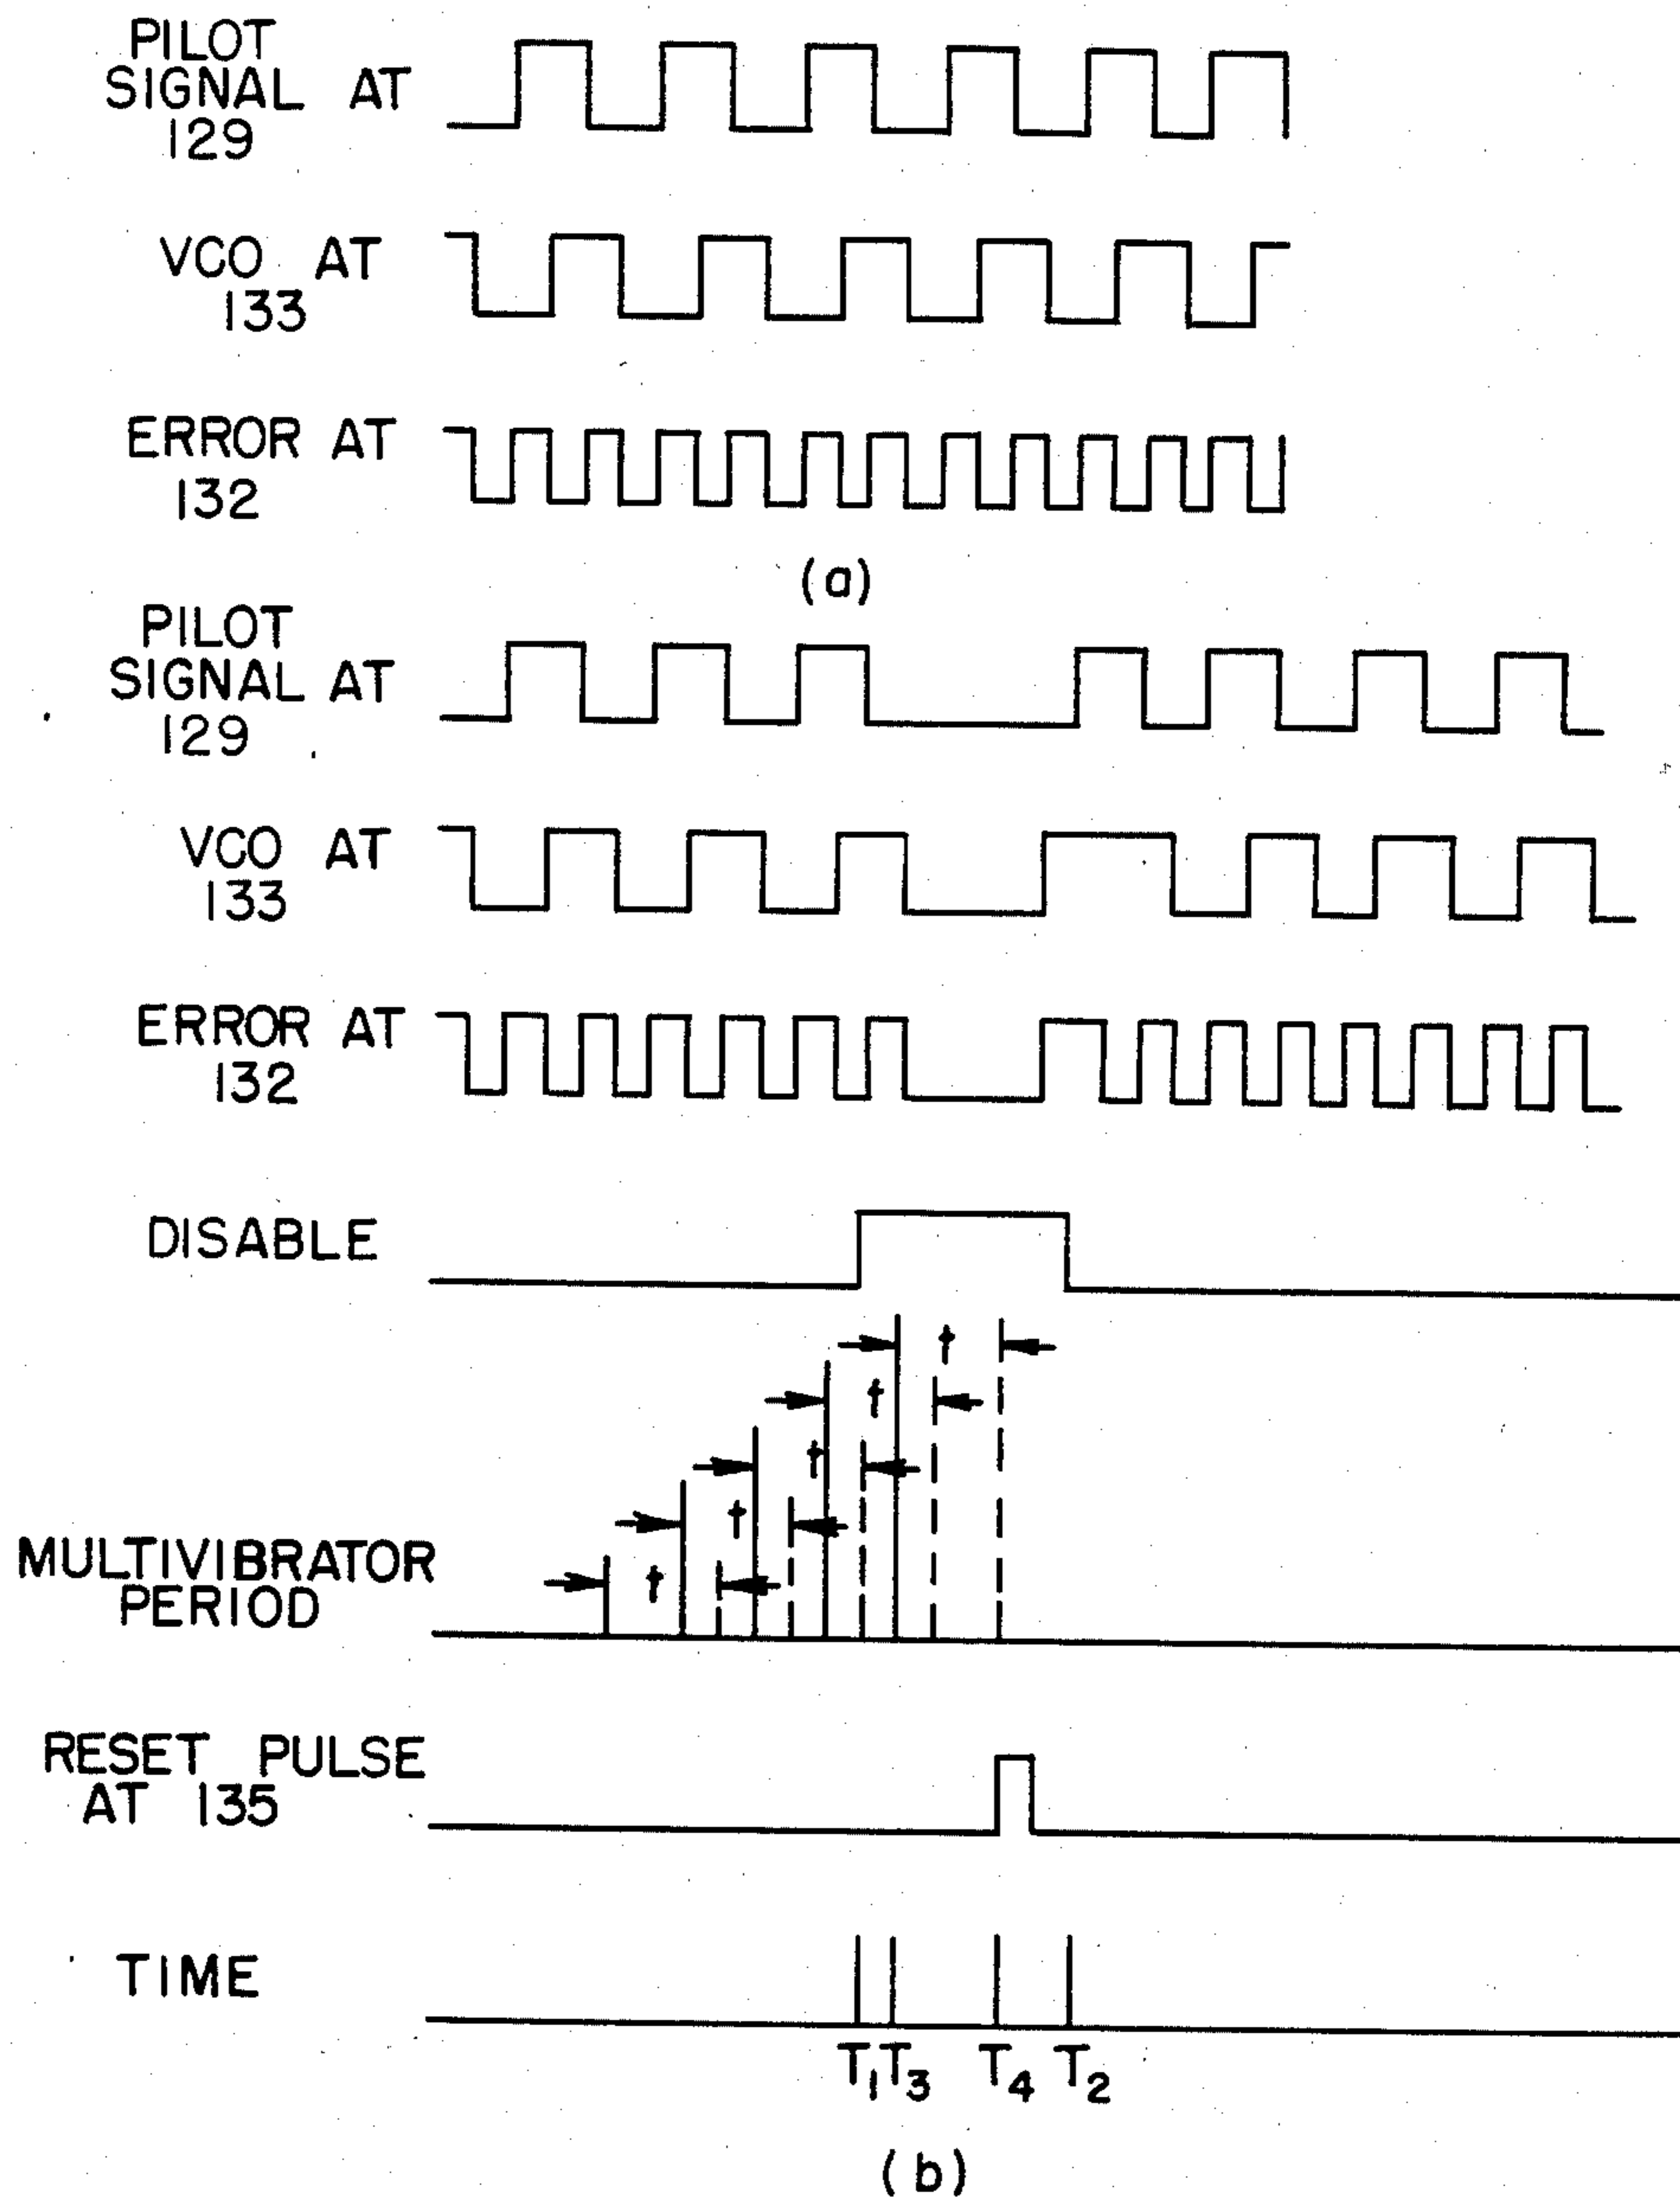 PILOT
SIGNAL AT
129
VCO AT
133
ERROR AT
132
(a)
PILOT
SIGNAL AT
129
VCO AT
133
ERROR AT
132
DISABLE
t
t
t
t
t
MULTIVIBRATOR
PERIOD
RESET PULSE
AT 135
TIME
T1 T3 T4 T2
(b)